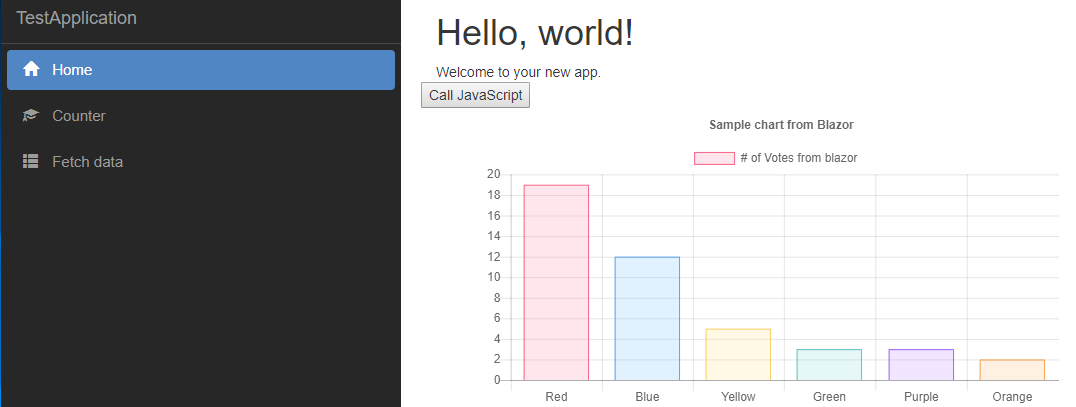 TestApplication
Home
Counter
Fetch data
Hello, world!
Welcome to your new app.
Call JavaScript
Sample chart from Blazor
# of Votes from blazor
20
18
16
14
12
10
8
6
4
2
0
Red Blue Yellow Green Purple Orange